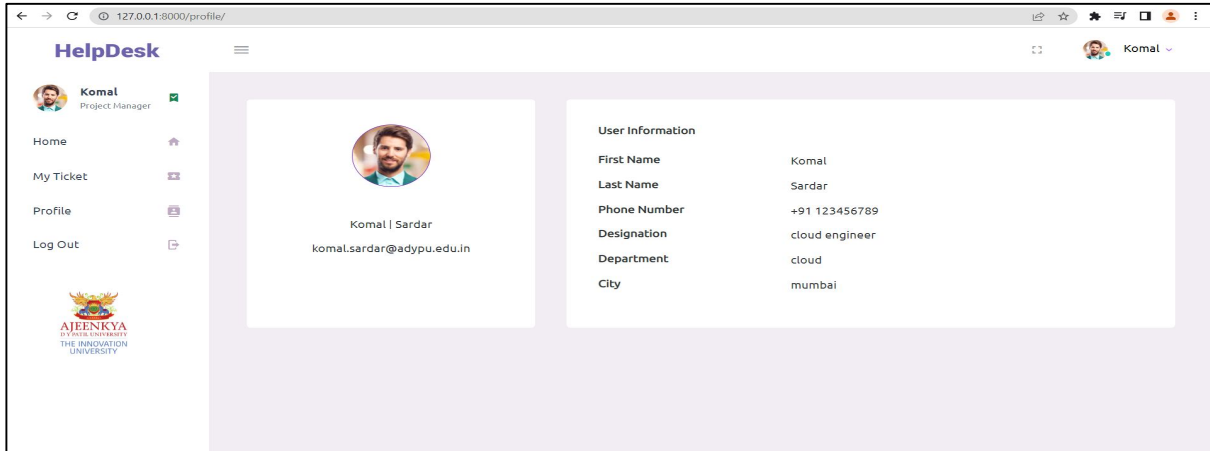 127.0.0.1:8000/profile/
HelpDesk
Komal
Komal
Project Manager
Home
My Ticket
Profile
Log Out
AJEENKYA
D Y PATIL UNIVERSITY
THE INNOVATION
UNIVERSITY
Komal | Sardar
komal.sardar@adypu.edu.in
User Information
First Name Komal
Last Name Sardar
Phone Number +91 123456789
Designation cloud engineer
Department cloud
City mumbai